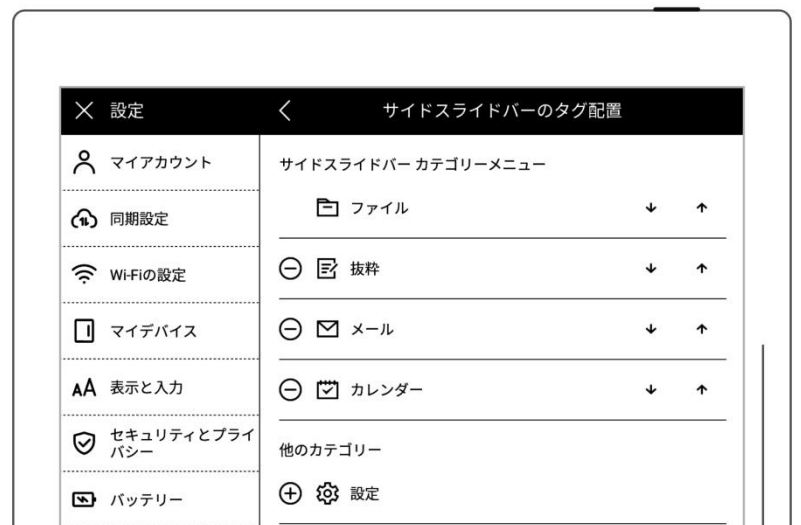 設定
サイドスライドバーのタグ配置
マイアカウント
同期設定
Wi-Fiの設定
マイデバイス
AA 表示と入力
セキュリティとプライ
バシー
バッテリー
サイドスライドバー カテゴリーメニュー
ファイル
抜粋
メール
カレンダー
他のカテゴリー
設定